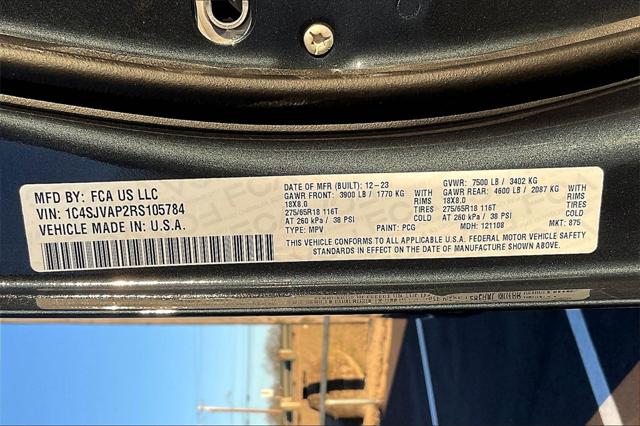 MFD BY: FCA US LLC
VIN: 1C4SJVAP2RS105784
VEHICLE MADE IN: U.S.A.
DATE OF MFR (BUILT): 12-23 GVWR: 7500 LB / 3402 KG
GAWR FRONT: 3900 LB / 1770 KG WITH GAWR REAR: 4600 LB / 2087 KG WITH
18X8.0 RIMS 18X8.0 RIMS
275/65R18 116T TIRES 275/65R18 116T TIRES
AT 260 kPa / 38 PSI COLD AT 260 kPa / 38 PSI COLD
TYPE: MPV PAINT: PCG MDH: 121108 MKT: 875
THIS VEHICLE CONFORMS TO ALL APPLICABLE U.S.A. FEDERAL MOTOR VEHICLE SAFETY
STANDARDS IN EFFECT ON THE DATE OF MANUFACTURE SHOWN ABOVE.